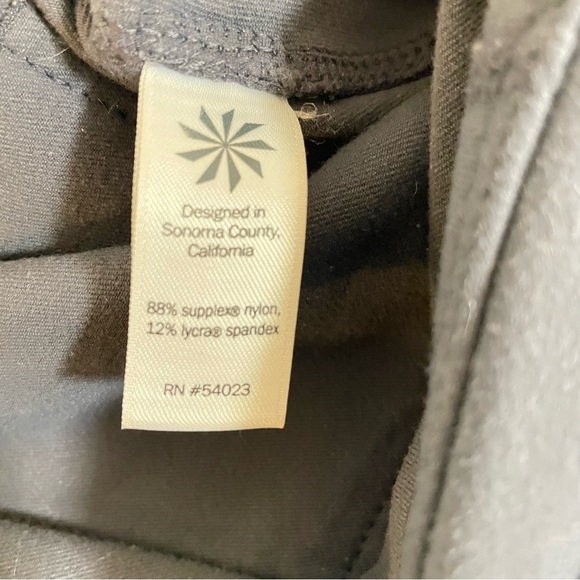 Designed in
Sonoma County,
California
88% supplex® nylon,
12% lycra® spandex
RN #54023